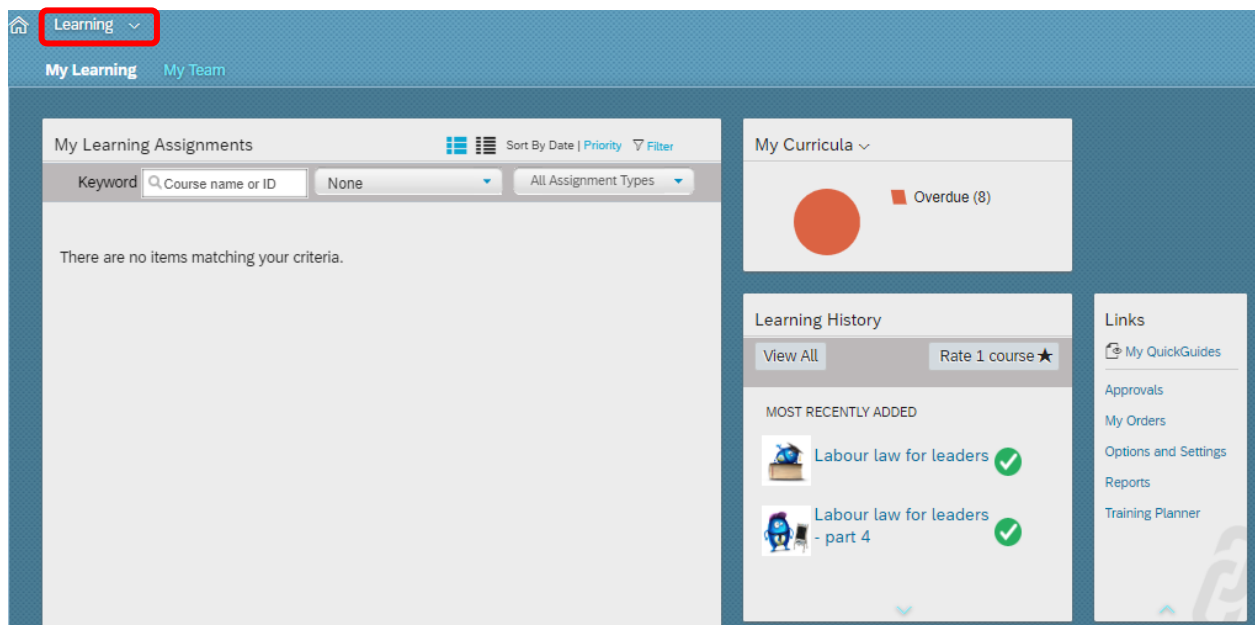 Learning
My Learning My Team
My Learning Assignments
Sort By Date | Priority Filter
Keyword Course name or ID None All Assignment Types
There are no items matching your criteria.
My Curricula
Overdue (8)
Learning History
View All Rate 1 course
MOST RECENTLY ADDED
Labour law for leaders
Labour law for leaders
- part 4
Links
My QuickGuides
Approvals
My Orders
Options and Settings
Reports
Training Planner